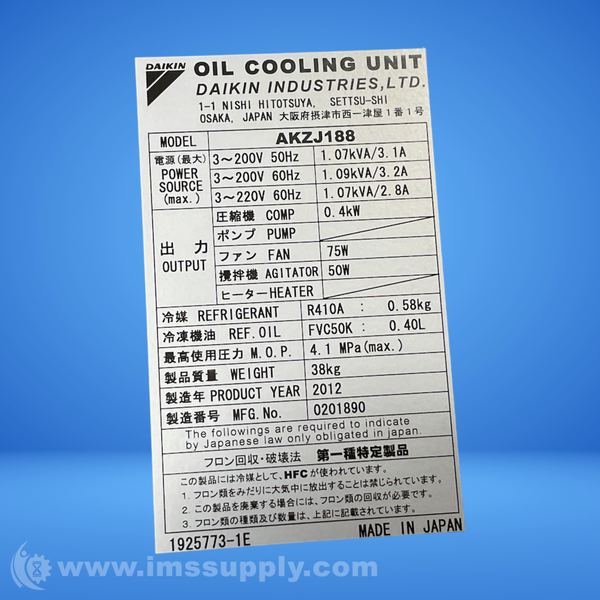 DAIKIN OIL COOLING UNIT
DAIKIN INDUSTRIES,LTD.
1-1 NISHI HITOTSUYA, SETTSU-SHI
OSAKA, JAPAN 大阪府摂津市西一津屋1番1号
MODEL AKZJ188
電源(最大) POWER SOURCE (max.)
3~200V 50Hz 1.07kVA/3.1A
3~200V 60Hz 1.09kVA/3.2A
3~220V 60Hz 1.07kVA/2.8A
出力 OUTPUT
圧縮機 COMP 0.4kW
ポンプ PUMP
ファン FAN 75W
攪拌機 AGITATOR 50W
ヒーター HEATER
冷媒 REFRIGERANT R410A : 0.58kg
冷凍機油 REF.OIL FVC50K : 0.40L
最高使用圧力 M.O.P. 4.1 MPa(max.)
製品質量 WEIGHT 38kg
製造年 PRODUCT YEAR 2012
製造番号 MFG.No. 0201890
The followings are required to indicate
by Japanese law only obligated in japan.
フロン回収・破壊法 第一種特定製品
この製品には冷媒として、HFCが使われています。
1. フロン類をみだりに大気中に放出することは禁じられています。
2. この製品を廃棄する場合には、フロン類の回収が必要です。
3. フロンの種類及び数量は、上記に記載されています。
1925773-1E MADE IN JAPAN
www.imssupply.com